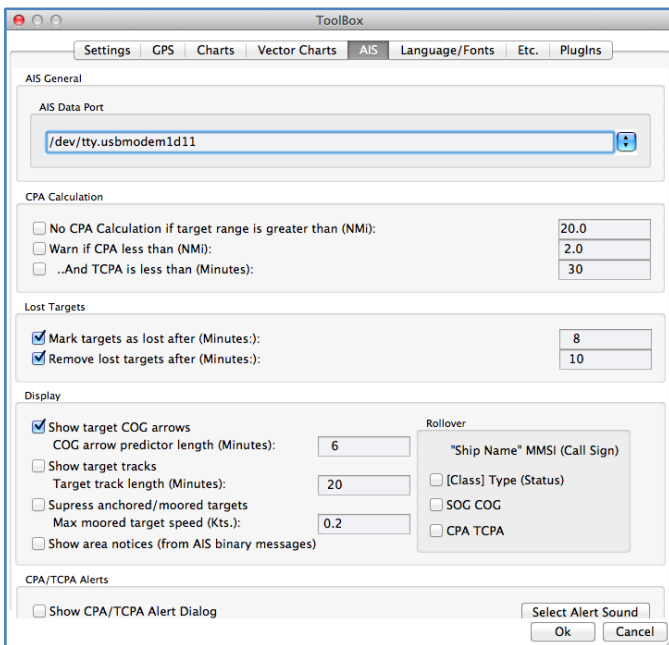 ToolBox
Settings GPS Charts Vector Charts AIS Language/Fonts Etc. PlugIns
AIS General
AIS Data Port
/dev/tty.usbmodem1d11
CPA Calculation
No CPA Calculation if target range is greater than (NMi): 20.0
Warn if CPA less than (NMi): 2.0
..And TCPA is less than (Minutes): 30
Lost Targets
Mark targets as lost after (Minutes:): 8
Remove lost targets after (Minutes:): 10
Display
Show target COG arrows
COG arrow predictor length (Minutes): 6
Show target tracks
Target track length (Minutes): 20
Supress anchored/moored targets
Max moored target speed (Kts.): 0.2
Show area notices (from AIS binary messages)
Rollover
"Ship Name" MMSI (Call Sign)
[Class] Type (Status)
SOG COG
CPA TCPA
CPA/TCPA Alerts
Show CPA/TCPA Alert Dialog Select Alert Sound
Ok Cancel